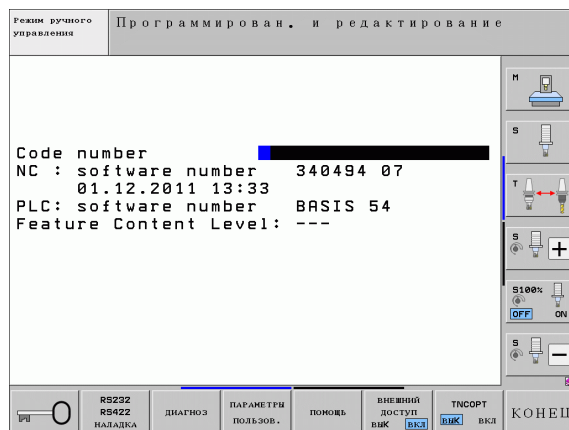 Режим ручного
управления
Программирован. и редактирование
M
Code number
S
NC : software number 340494 07
01.12.2011 13:33
T
PLC: software number BASIS 54
Feature Content Level: ---
S
+
S100%
OFF ON
S
−
RS232
RS422
НАЛАДКА
ДИАГНОЗ
ПАРАМЕТРЫ
ПОЛЬЗОВ.
ПОМОЩЬ
ВНЕШНИЙ
ДОСТУП
ВЫК ВКЛ
TNCOPT
ВЫК ВКЛ
КОНЕЦ